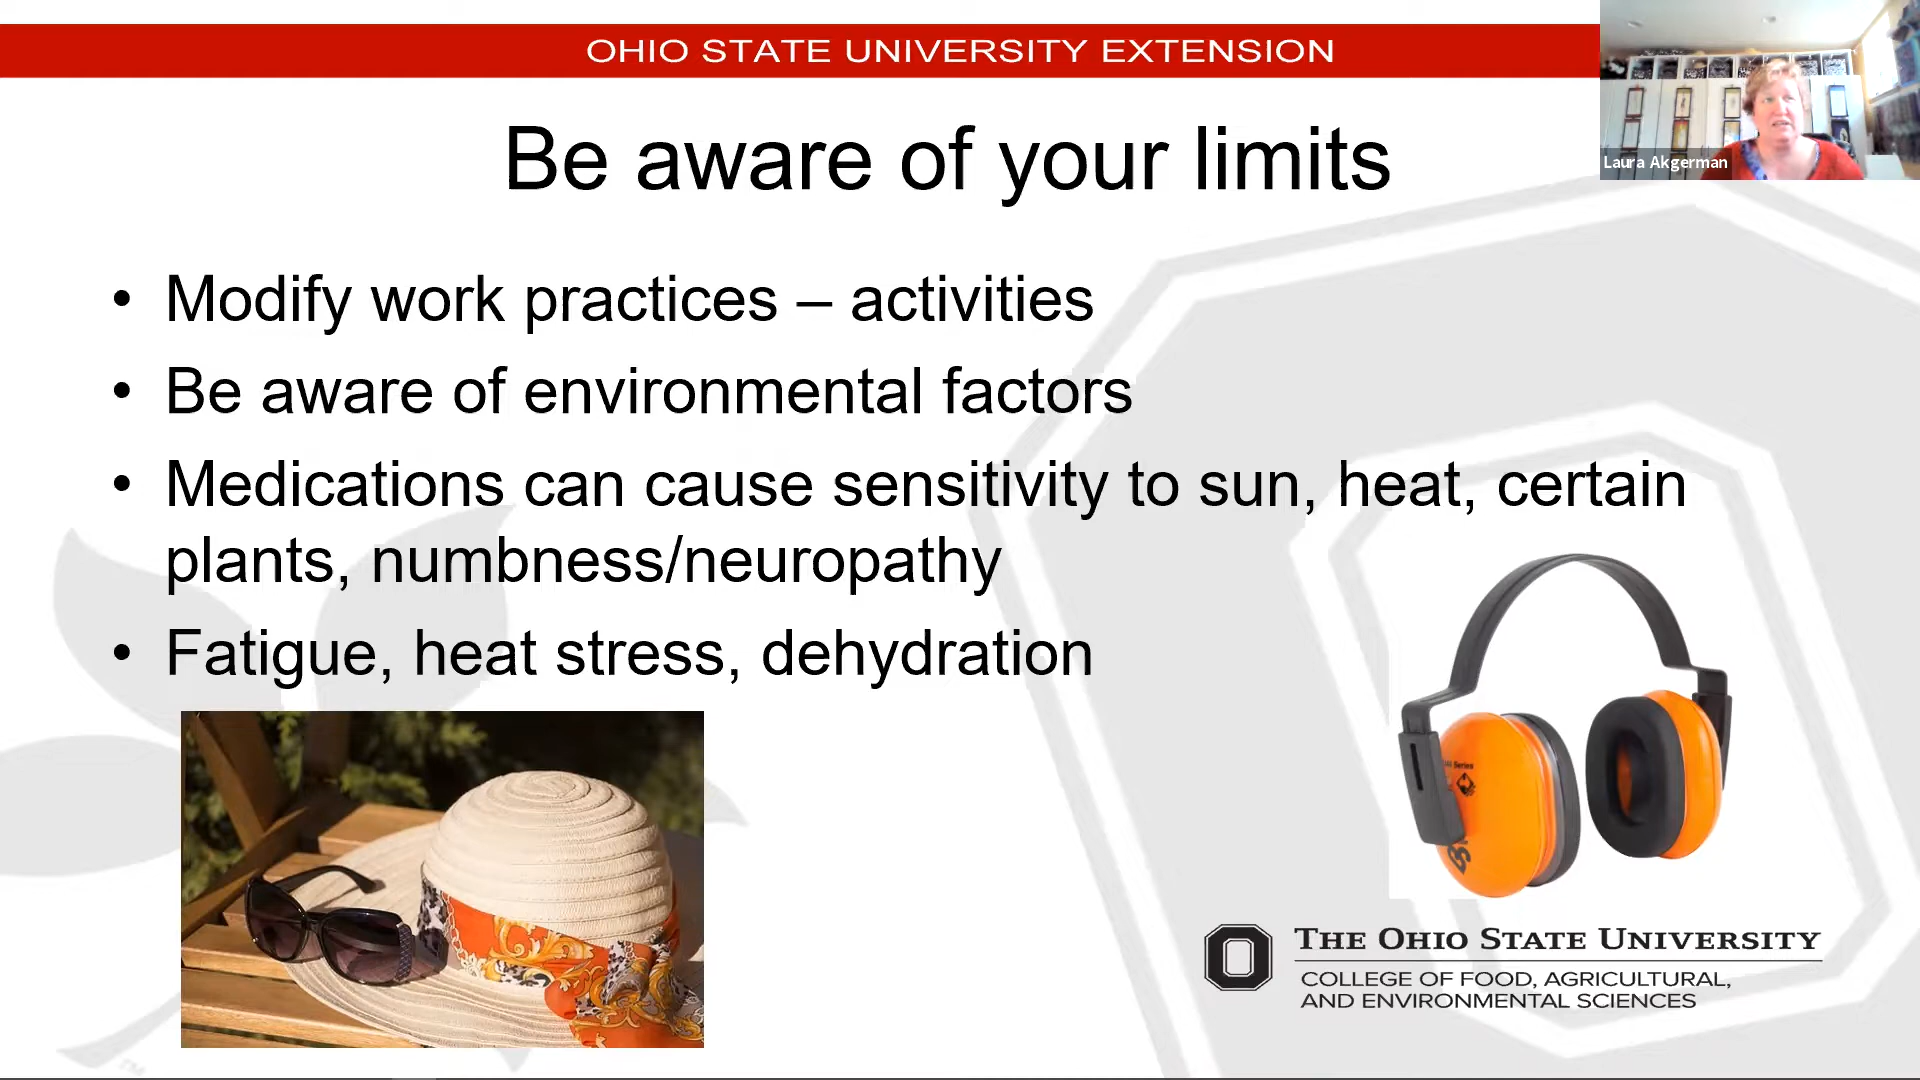 OHIO STATE UNIVERSITY EXTENSION
Laura Akgerman
Be aware of your limits
• Modify work practices – activities
• Be aware of environmental factors
• Medications can cause sensitivity to sun, heat, certain
plants, numbness/neuropathy
• Fatigue, heat stress, dehydration
Series
THE OHIO STATE UNIVERSITY
COLLEGE OF FOOD, AGRICULTURAL,
AND ENVIRONMENTAL SCIENCES
TM